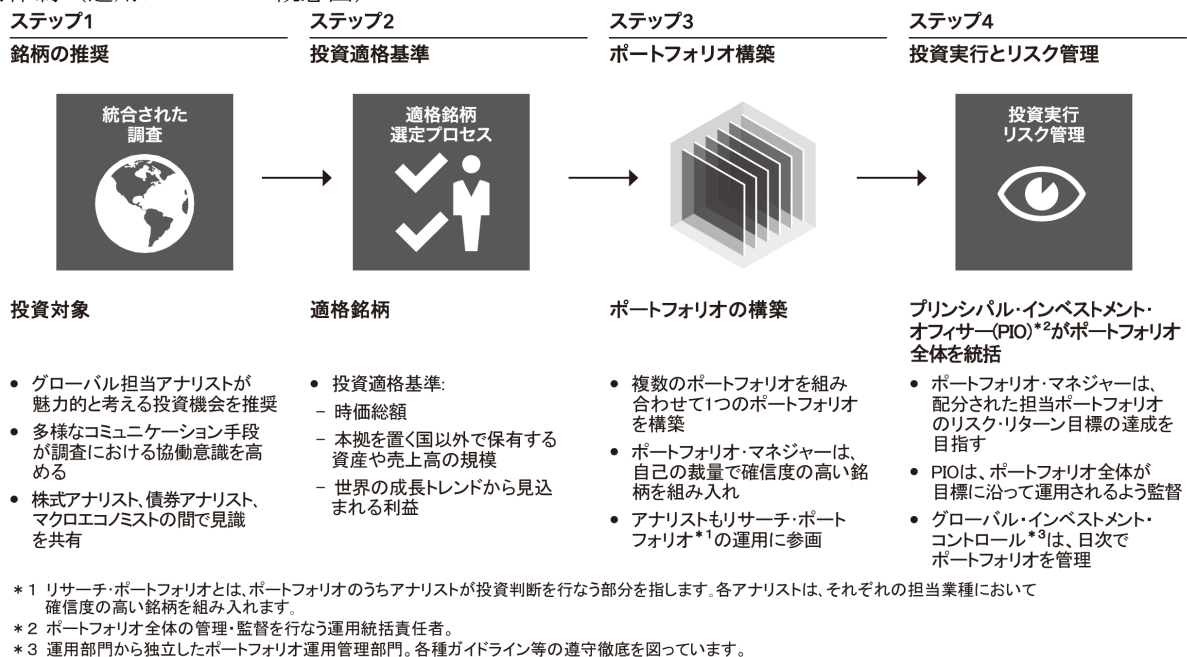 ステップ1
銘柄の推奨
統合された
調査
投資対象
● グローバル担当アナリストが
魅力的と考える投資機会を推奨
● 多様なコミュニケーション手段
が調査における協働意識を高
める
● 株式アナリスト、債券アナリスト、
マクロエコノミストの間で見識
を共有
ステップ2
投資適格基準
適格銘柄
選定プロセス
適格銘柄
● 投資適格基準:
− 時価総額
− 本拠を置く国以外で保有する
資産や売上高の規模
− 世界の成長トレンドから見込
まれる利益
ステップ3
ポートフォリオ構築
ポートフォリオの構築
● 複数のポートフォリオを組み
合わせて1つのポートフォリオ
を構築
● ポートフォリオ・マネジャーは、
自己の裁量で確信度の高い銘
柄を組み入れ
● アナリストもリサーチ・ポート
フォリオ*1の運用に参画
ステップ4
投資実行とリスク管理
投資実行
リスク管理
プリンシパル・インベストメント・
オフィサー(PIO)*2がポートフォリオ
全体を統括
● ポートフォリオ・マネジャーは、
配分された担当ポートフォリオ
のリスク・リターン目標の達成を
目指す
● PIOは、ポートフォリオ全体が
目標に沿って運用されるよう監督
● グローバル・インベストメント・
コントロール*3は、日次で
ポートフォリオを管理
*1 リサーチ・ポートフォリオとは、ポートフォリオのうちアナリストが投資判断を行なう部分を指します。各アナリストは、それぞれの担当業種において
確信度の高い銘柄を組み入れます。
*2 ポートフォリオ全体の管理・監督を行なう運用統括責任者。
*3 運用部門から独立したポートフォリオ運用管理部門。各種ガイドライン等の遵守徹底を図っています。